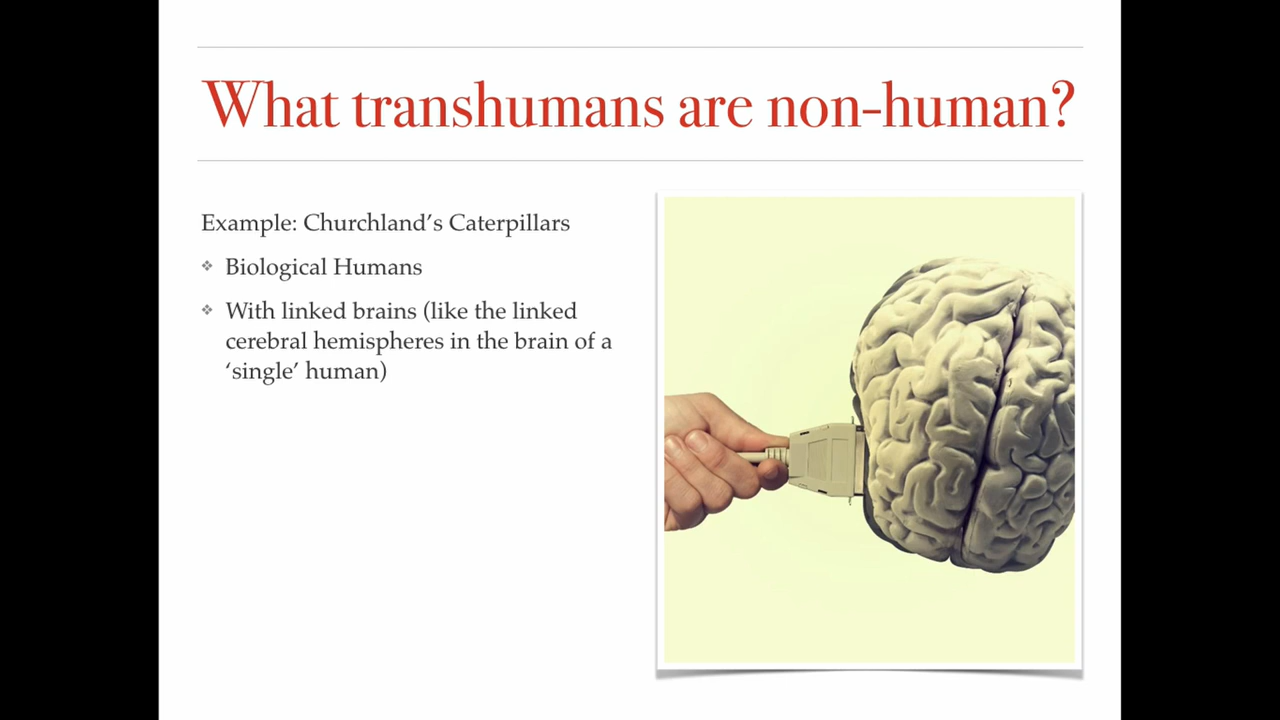 What transhumans are non-human?
Example: Churchland’s Caterpillars
❖ Biological Humans
❖ With linked brains (like the linked
cerebral hemispheres in the brain of a
‘single’ human)